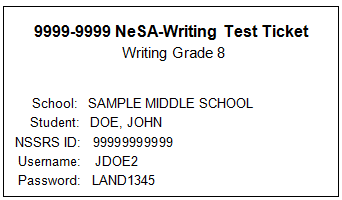 9999-9999 NeSA-Writing Test Ticket
Writing Grade 8
School: SAMPLE MIDDLE SCHOOL
Student: DOE, JOHN
NSSRS ID: 99999999999
Username: JDOE2
Password: LAND1345